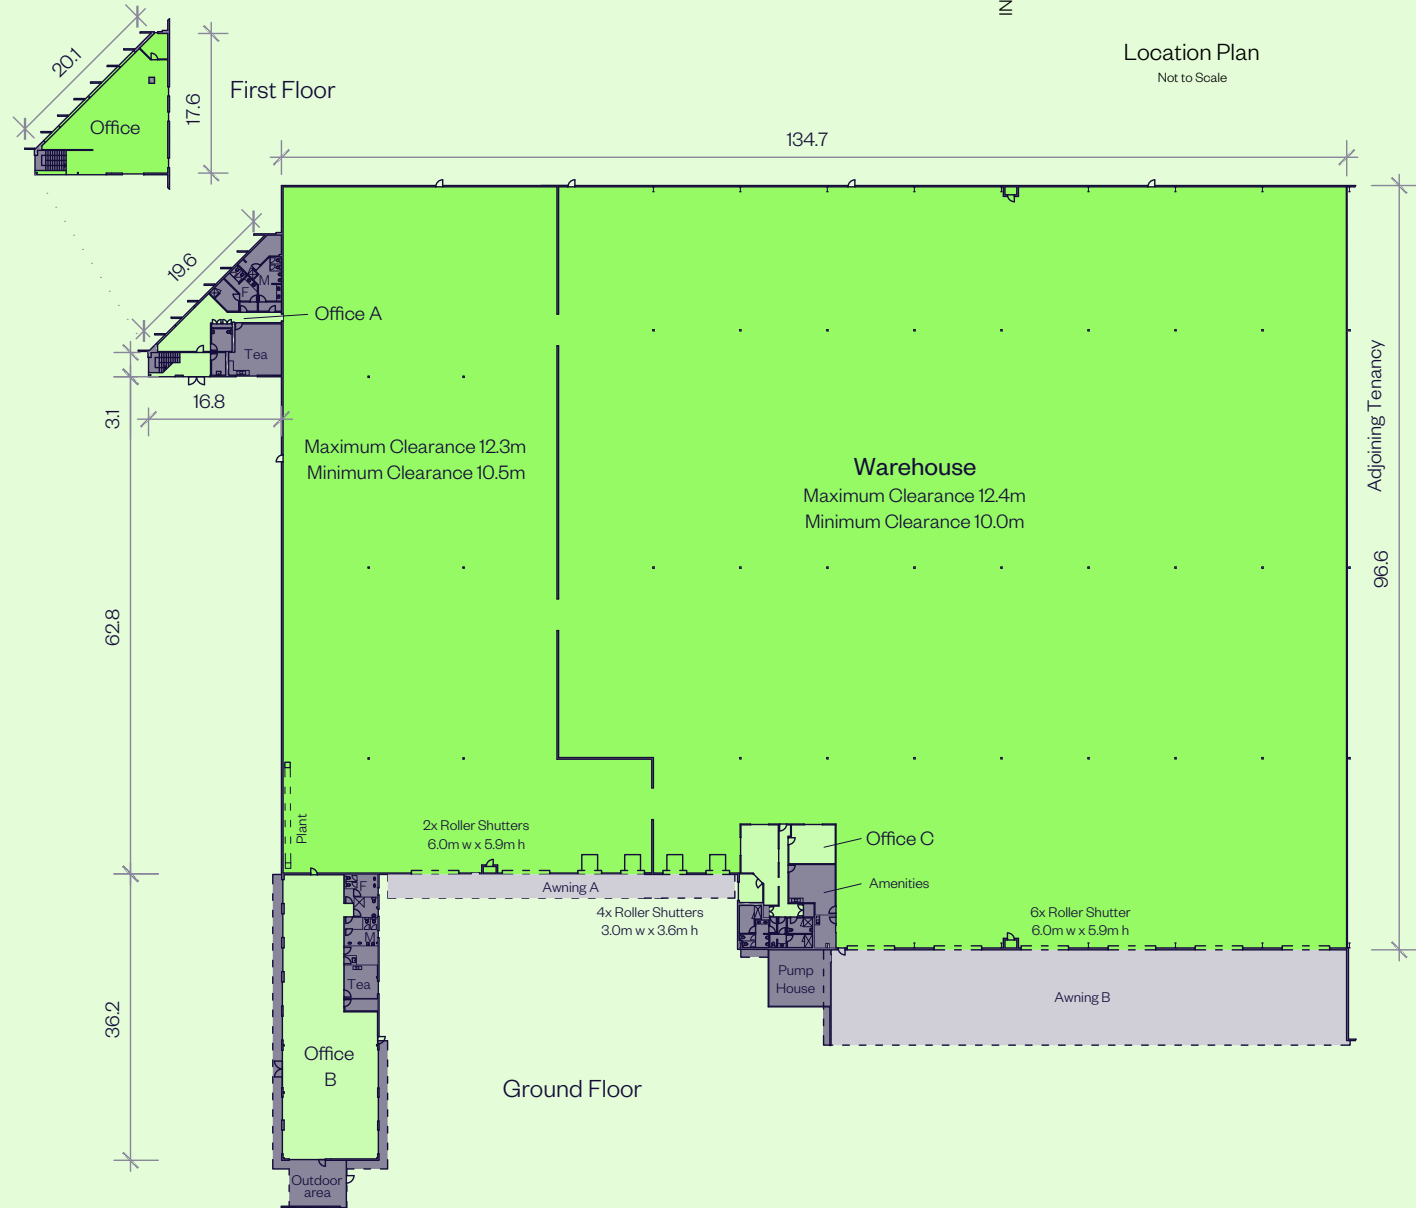 IN
Location Plan
Not to Scale
20.1
17.6
First Floor
Office
134.7
19.6
F
M
Office A
Tea
16.8
3.1
Maximum Clearance 12.3m
Minimum Clearance 10.5m
Warehouse
Maximum Clearance 12.4m
Minimum Clearance 10.0m
Adjoining Tenancy
96.6
62.8
Plant
2x Roller Shutters
6.0m w x 5.9m h
Office C
Amenities
Awning A
4x Roller Shutters
3.0m w x 3.6m h
6x Roller Shutter
6.0m w x 5.9m h
F
M
Tea
Pump
House
Awning B
36.2
Office
B
Ground Floor
Outdoor
area